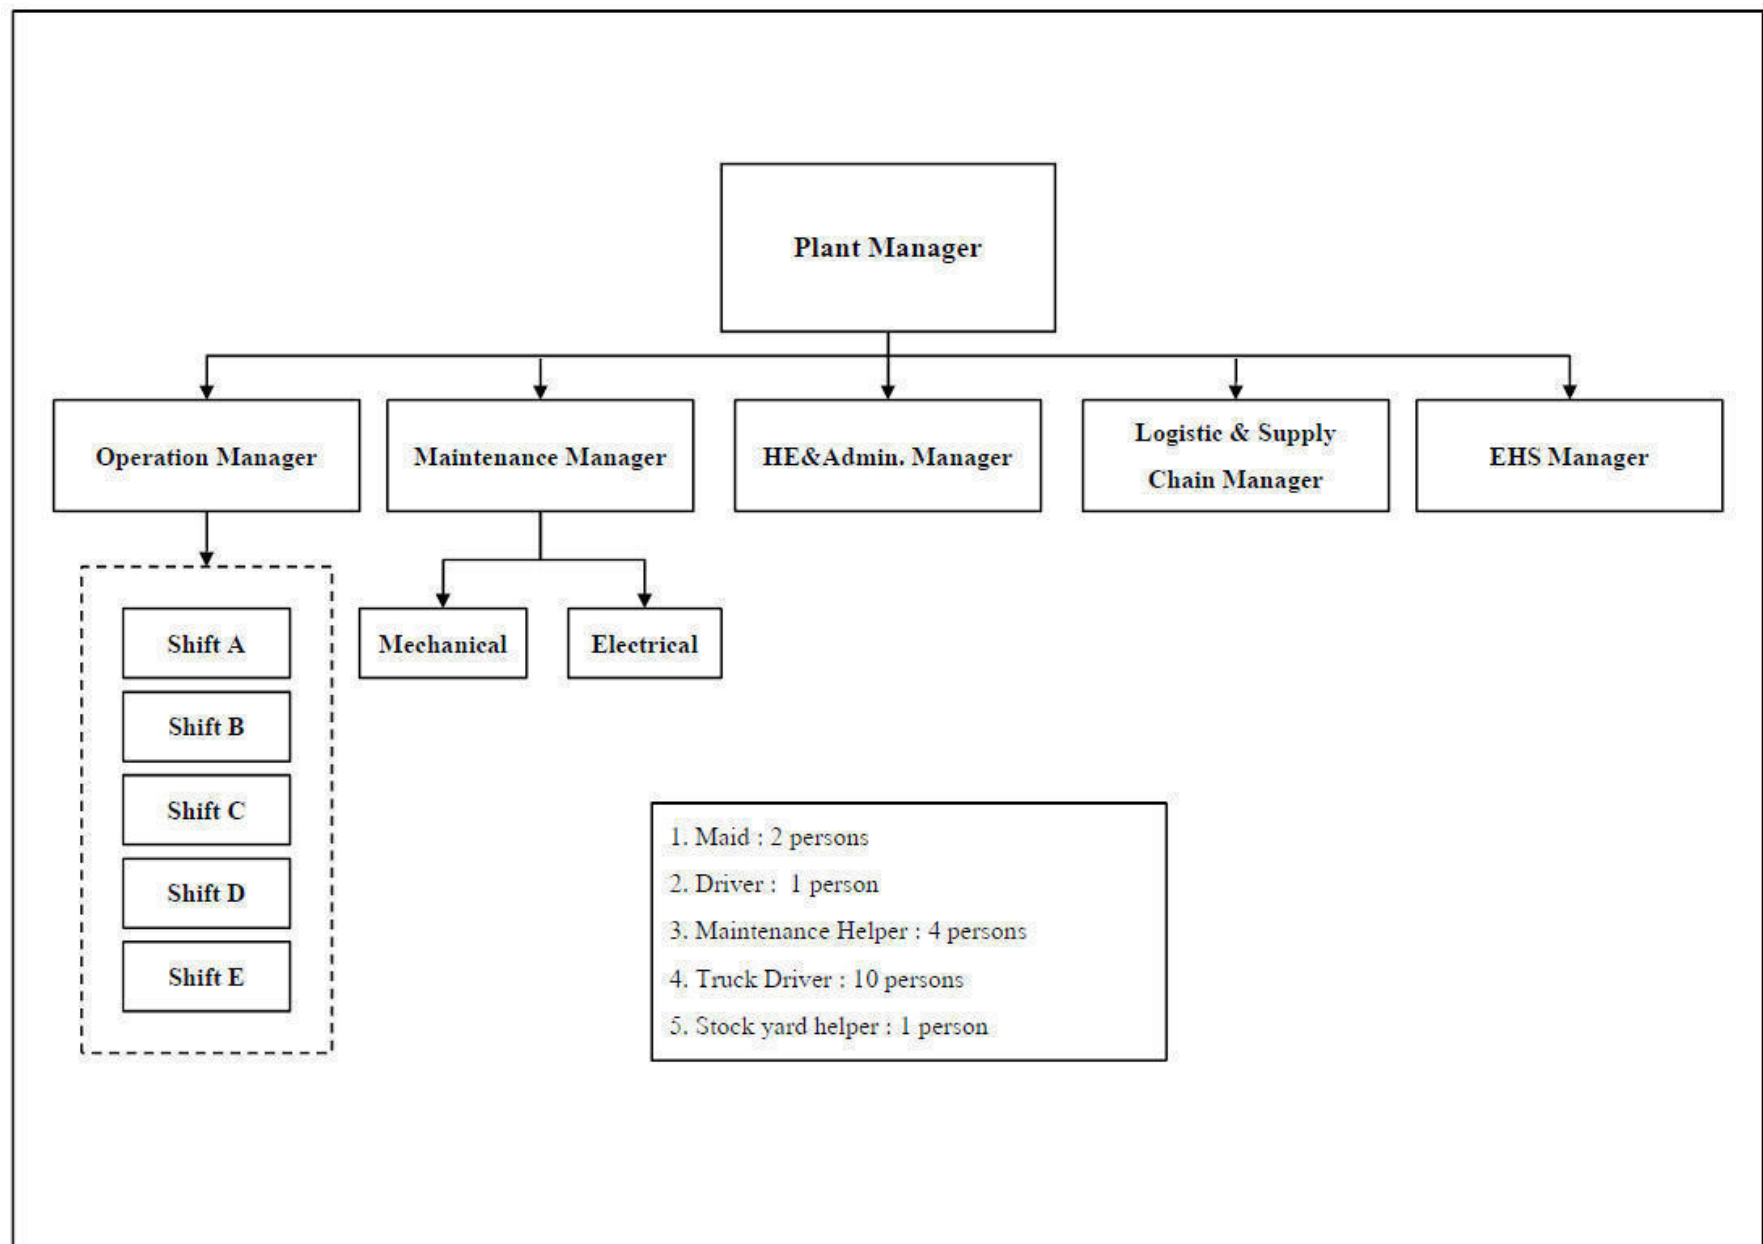 Plant Manager
Operation Manager
Maintenance Manager
HE&Admin. Manager
Logistic & Supply
Chain Manager
EHS Manager
Shift A
Shift B
Shift C
Shift D
Shift E
Mechanical
Electrical
1. Maid : 2 persons
2. Driver :  1 person
3. Maintenance Helper : 4 persons
4. Truck Driver : 10 persons
5. Stock yard helper : 1 person